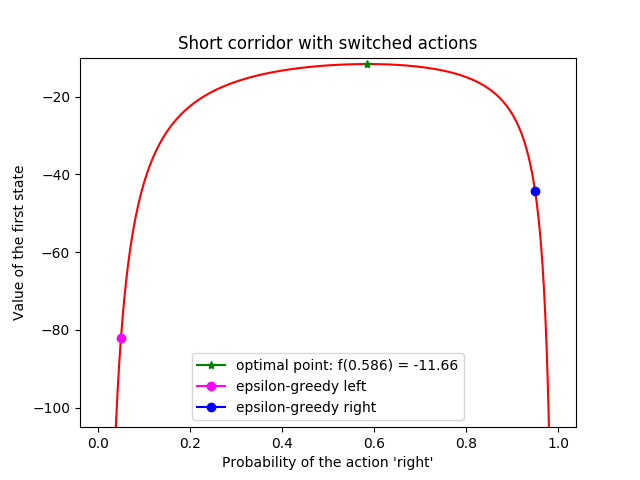 Short corridor with switched actions
Value of the first state
−20
−40
−60
−80
−100
optimal point: f(0.586) = -11.66
epsilon-greedy left
epsilon-greedy right
0.0 0.2 0.4 0.6 0.8 1.0
Probability of the action 'right'